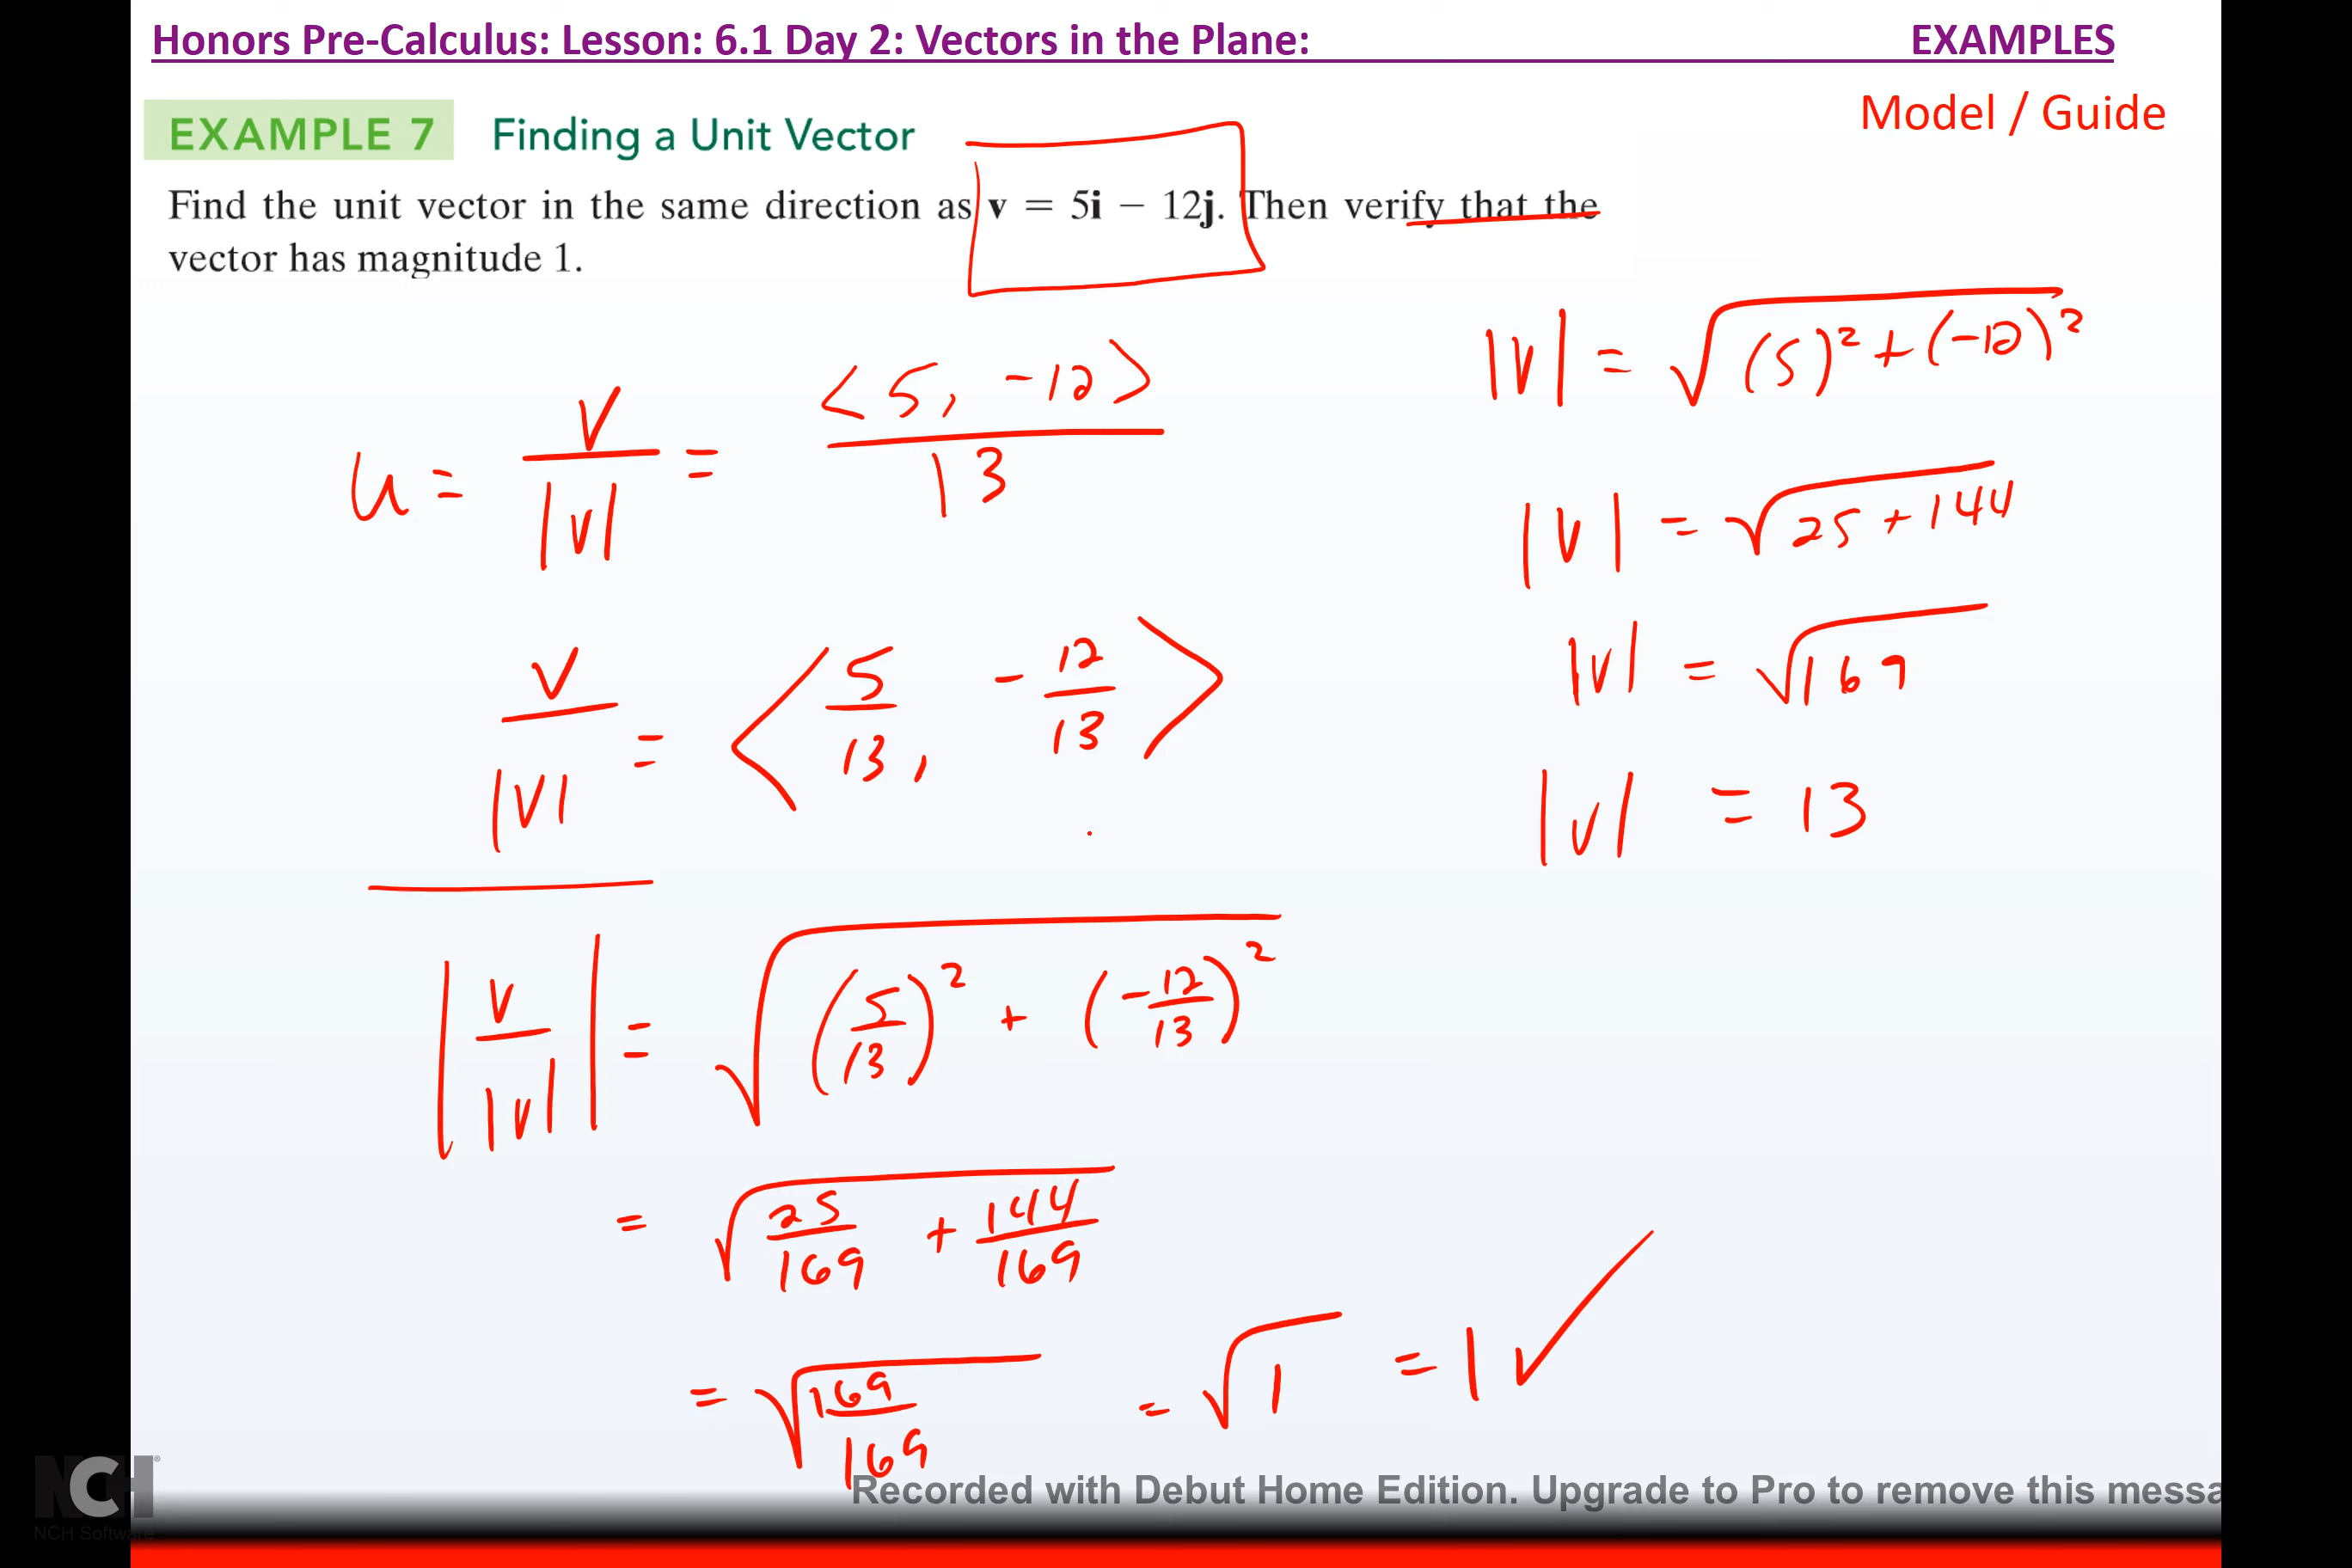 Honors Pre-Calculus: Lesson: 6.1 Day 2: Vectors in the Plane: EXAMPLES
Model / Guide
EXAMPLE 7 Finding a Unit Vector
Find the unit vector in the same direction as v = 5i − 12j. Then verify that the
vector has magnitude 1.
u = v/|v| = <5, -12>/13
v/|v| = <5/13, -12/13>
|v| = √((5)² + (-12)²)
|v| = √(25 + 144)
|v| = √169
|v| = 13
|v/|v|| = √((5/13)² + (-12/13)²)
= √(25/169 + 144/169)
= √(169/169) = √1 = 1 ✓
NCH®
NCH Software
Recorded with Debut Home Edition. Upgrade to Pro to remove this messa